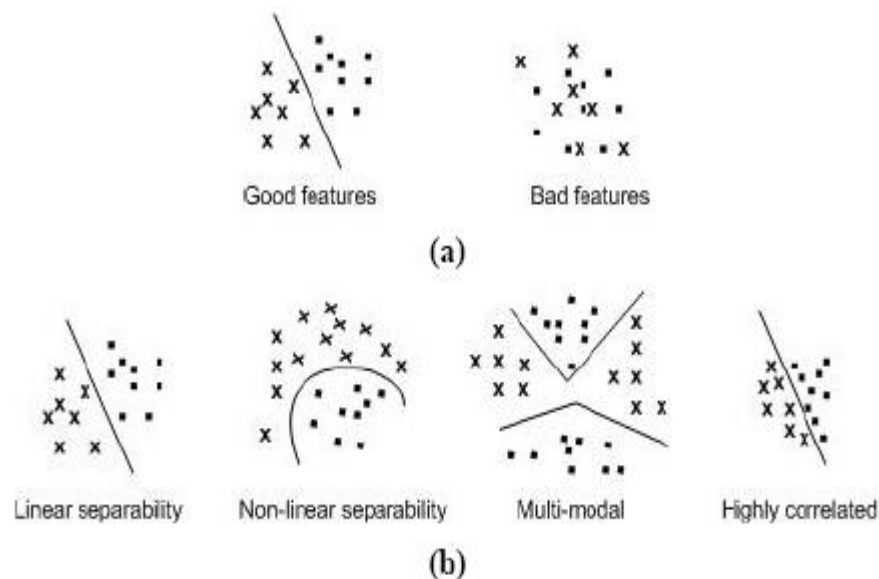 Good features Bad features
(a)
Linear separability Non-linear separability Multi-modal Highly correlated
(b)